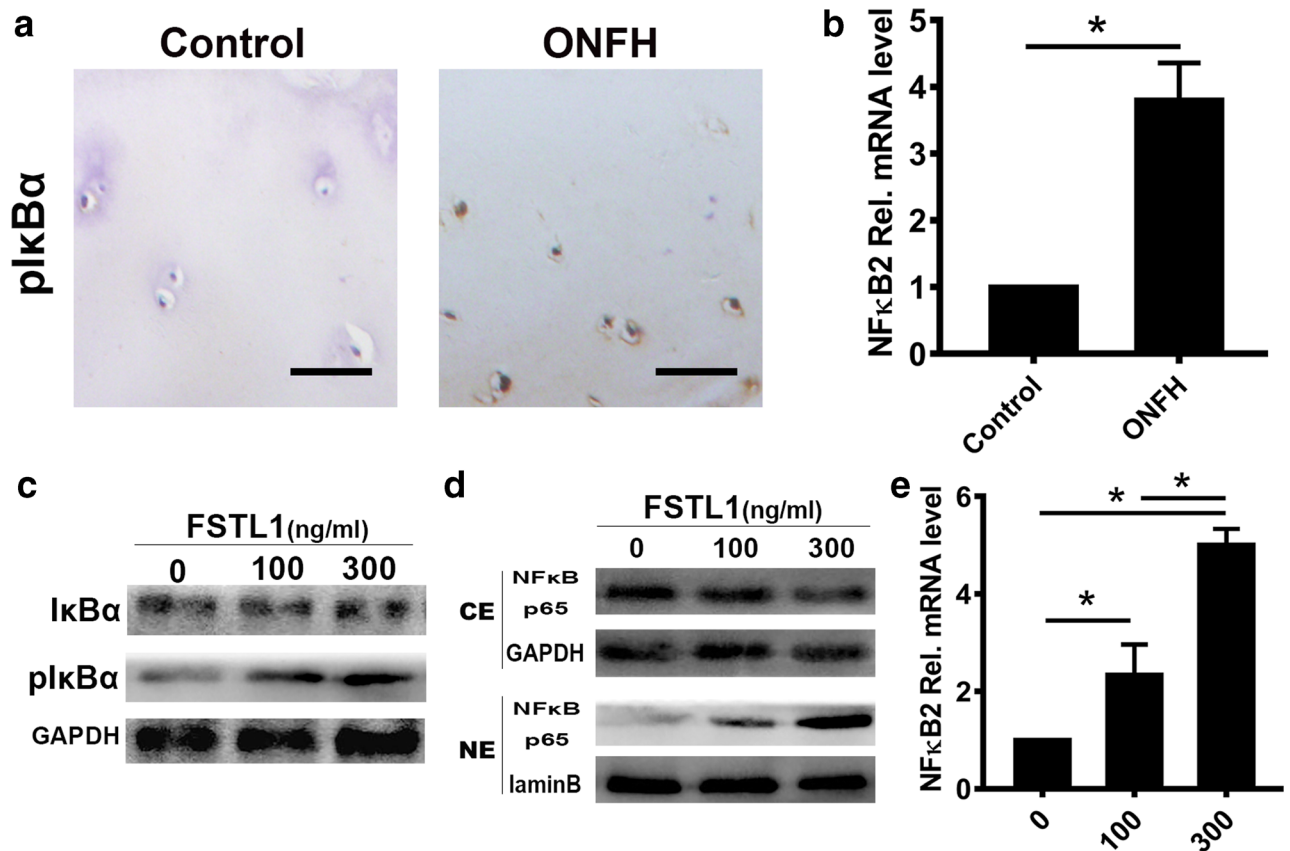 a
Control
ONFH
pIκBα
b
NFκB2 Rel. mRNA level
5
4
3
2
1
0
*
Control
ONFH
c
FSTL1(ng/ml)
0 100 300
IκBα
pIκBα
GAPDH
d
FSTL1(ng/ml)
0 100 300
CE
NFκB
p65
GAPDH
NE
NFκB
p65
laminB
e
NFκB2 Rel. mRNA level
6
4
2
0
* *
*
0
100
300